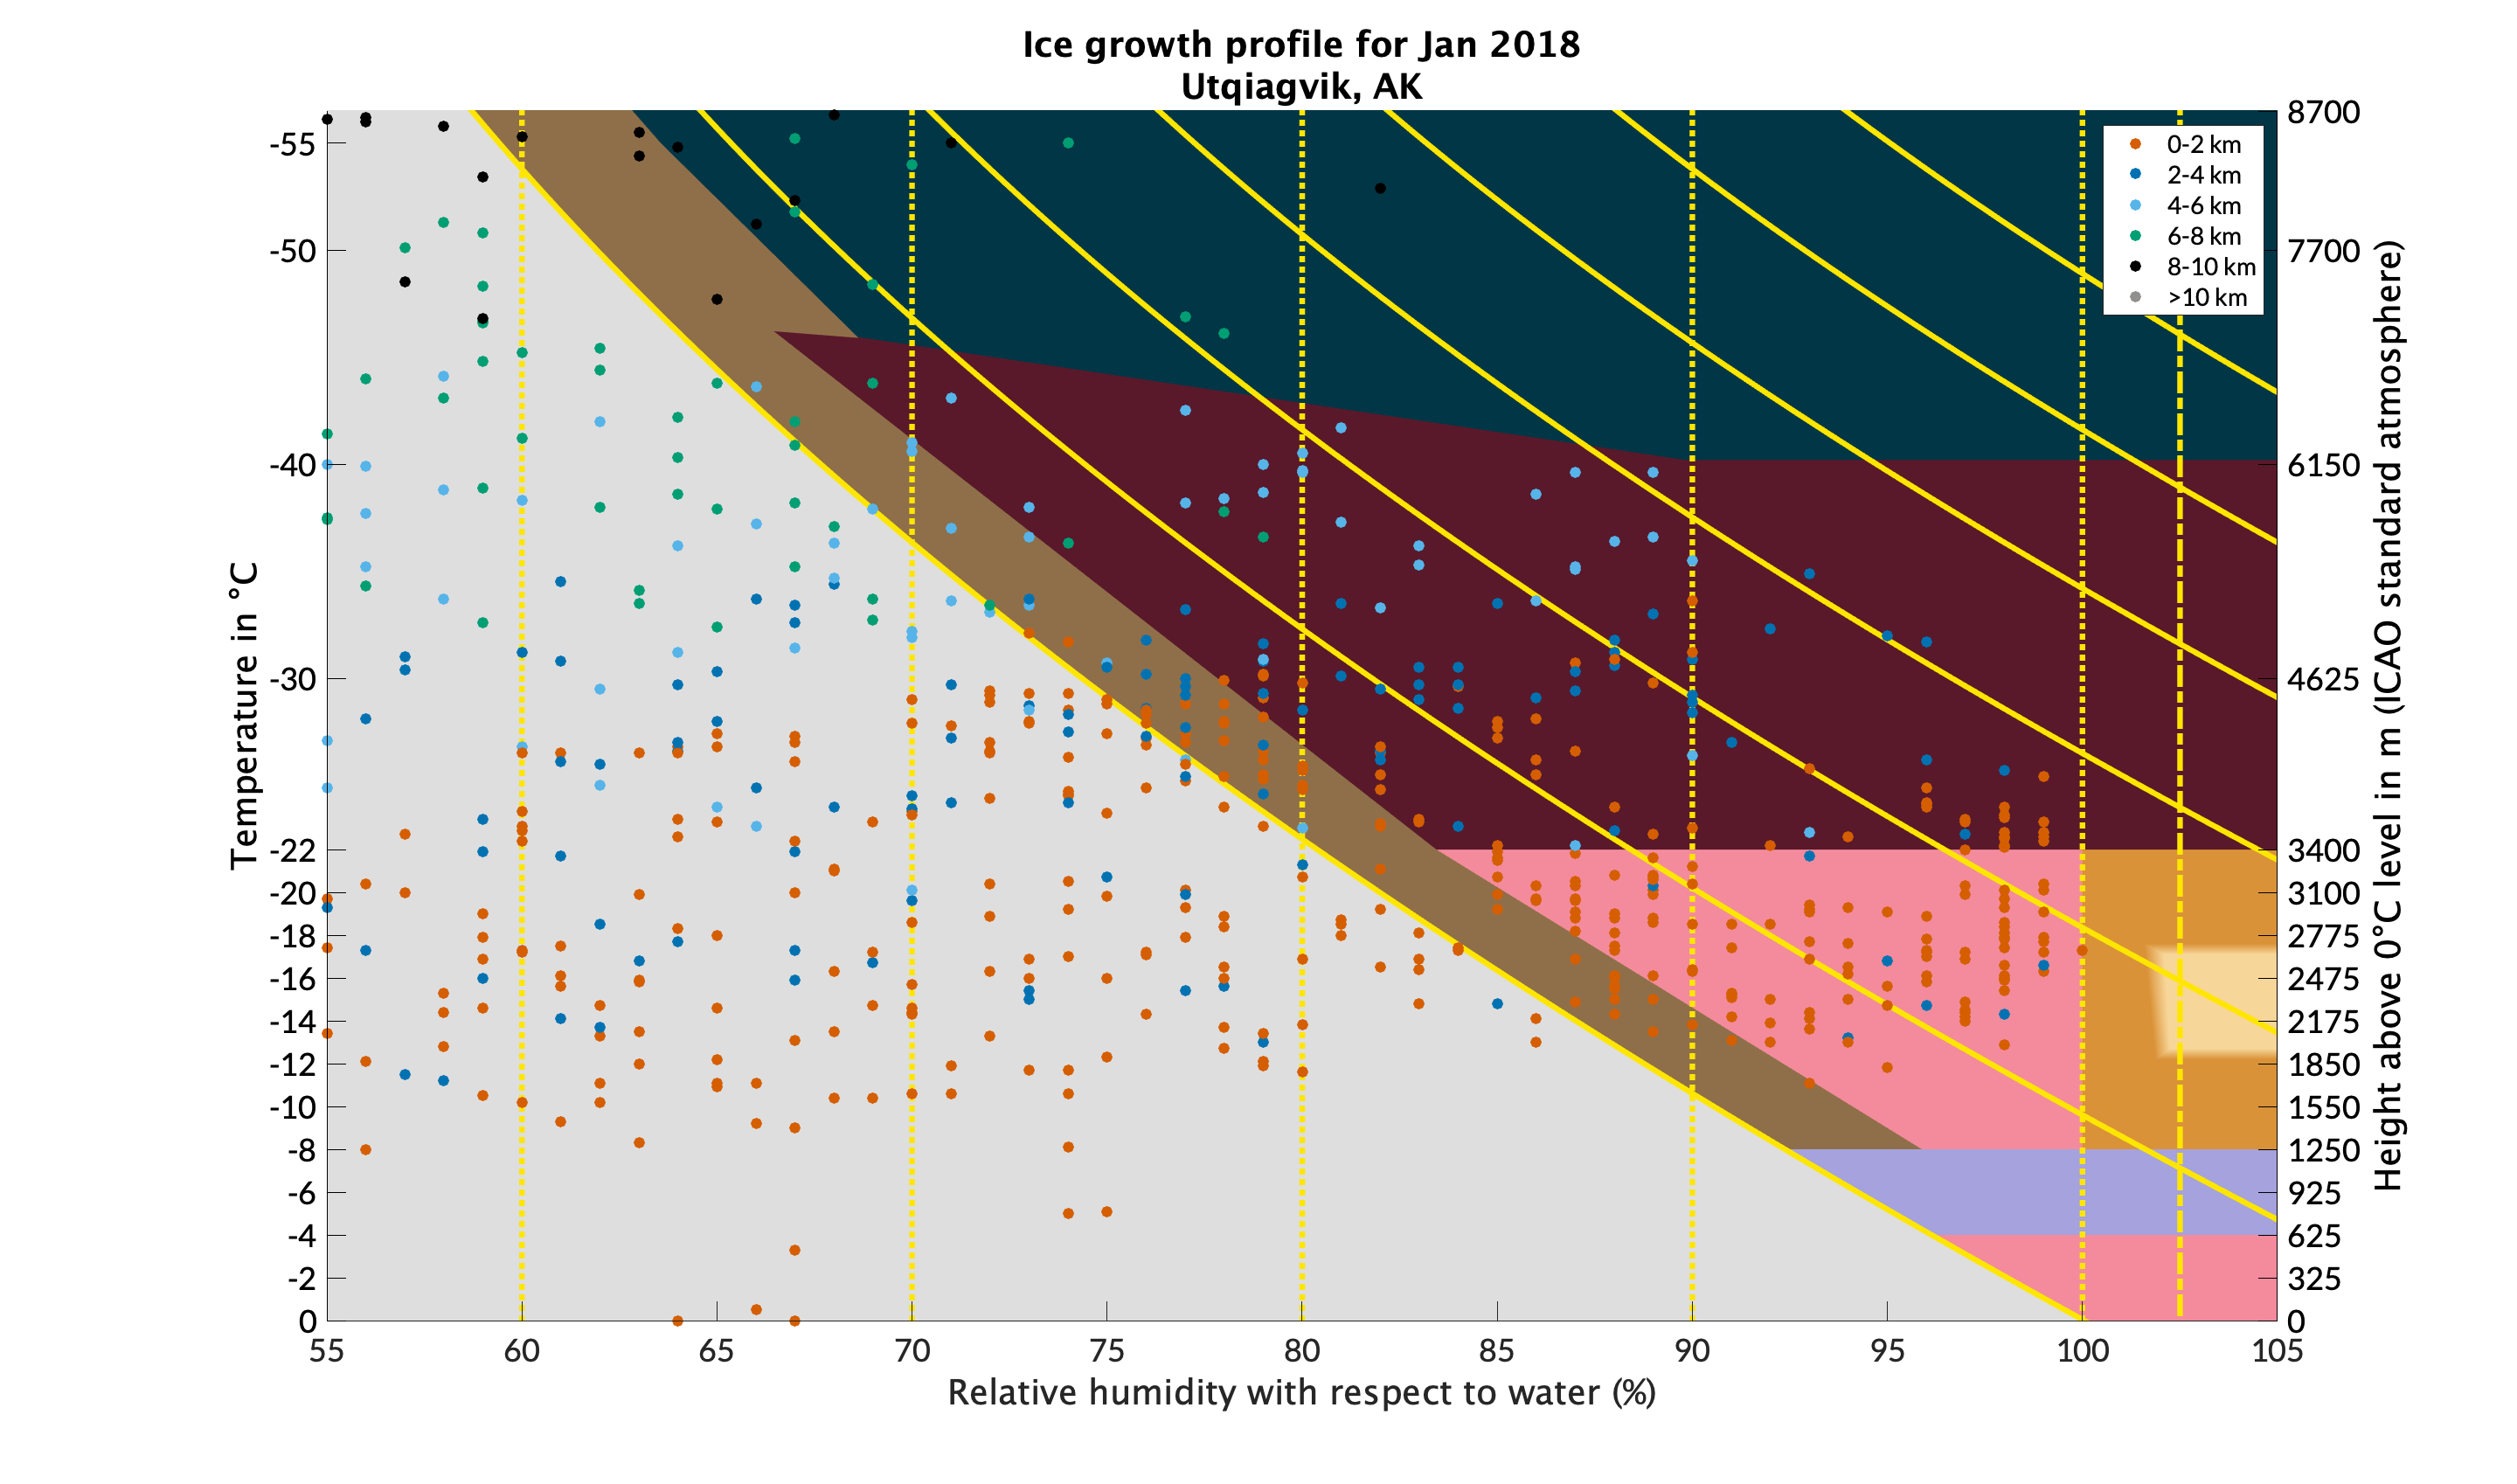 Ice growth profile for Jan 2018
Utqiagvik, AK
Temperature in °C
-55
-50
-40
-30
-22
-20
-18
-16
-14
-12
-10
-8
-6
-4
-2
0
0-2 km
2-4 km
4-6 km
6-8 km
8-10 km
>10 km
8700
7700
6150
4625
3400
3100
2775
2475
2175
1850
1550
1250
925
625
325
0
Height above 0°C level in m (ICAO standard atmosphere)
55 60 65 70 75 80 85 90 95 100 105
Relative humidity with respect to water (%)